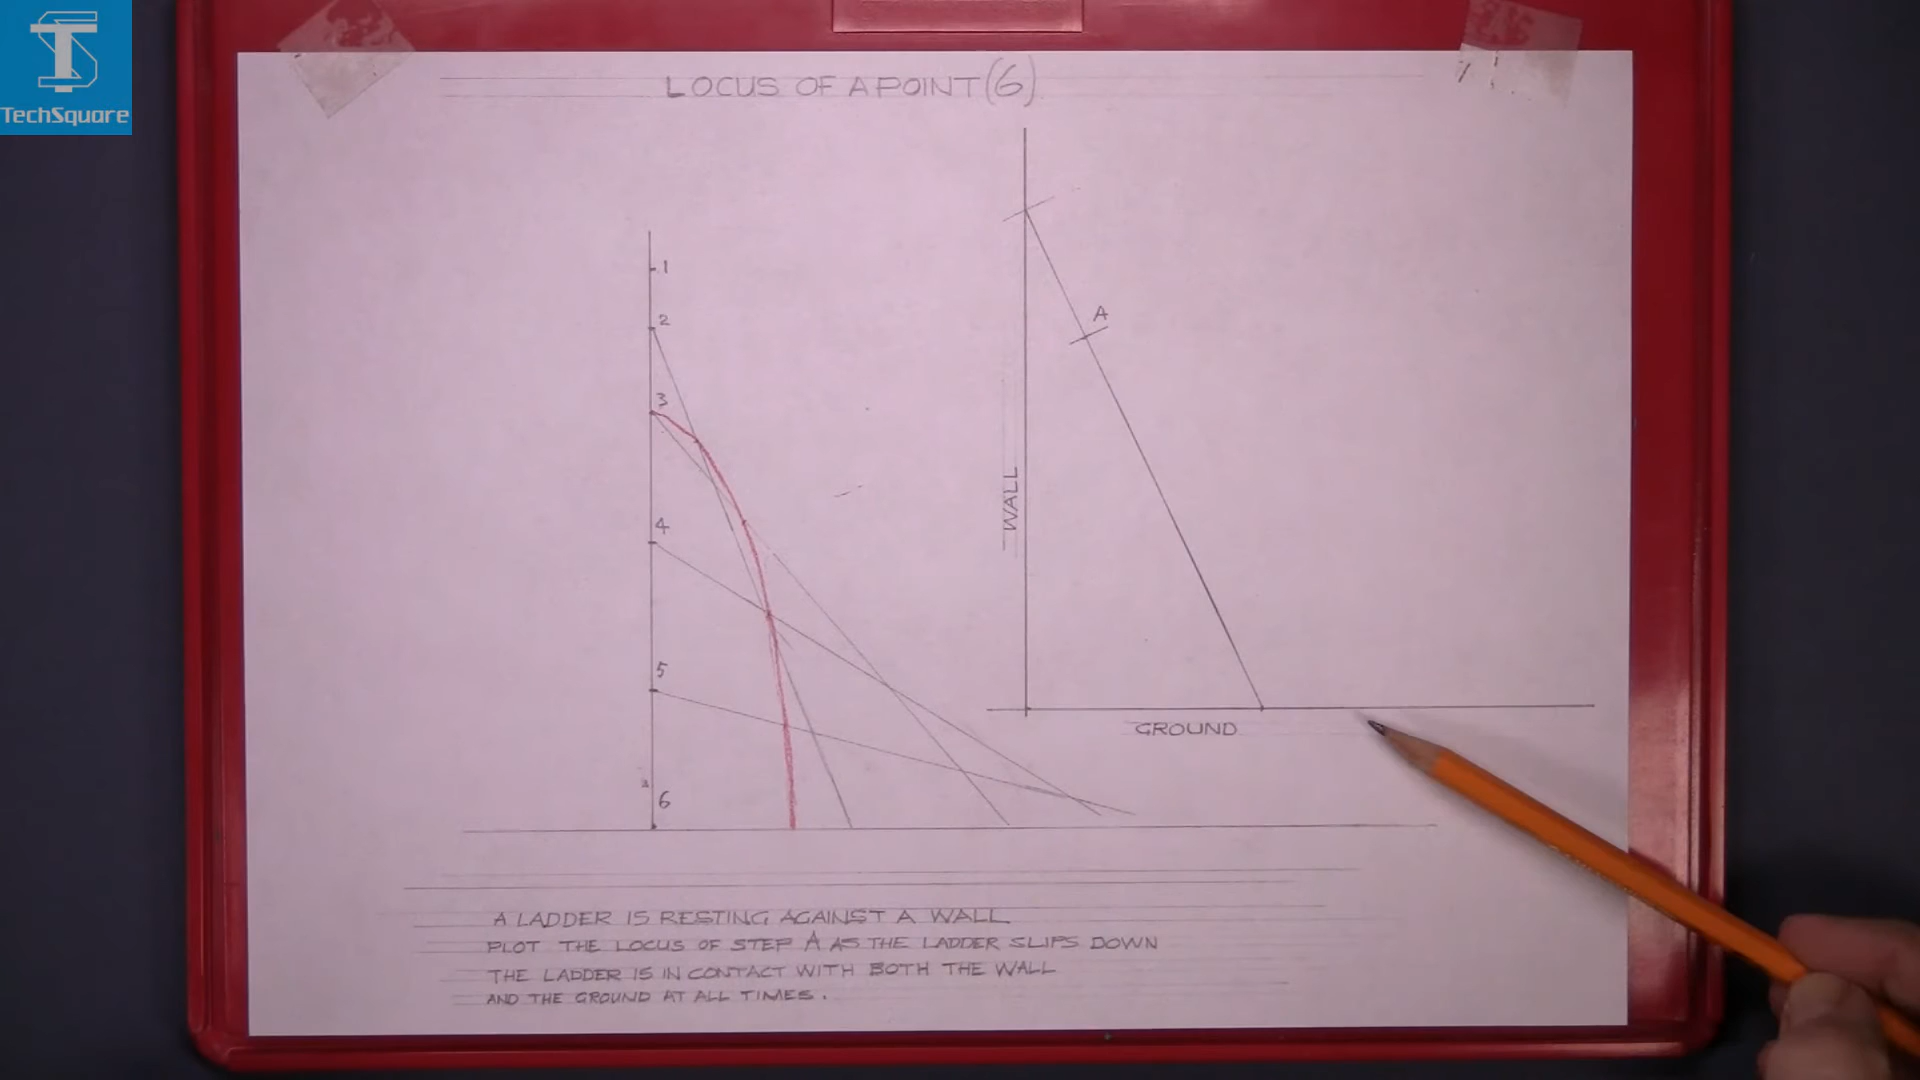 TechSquare
LOCUS OF A POINT (6)
1
2
3
4
5
6
A
WALL
GROUND
A LADDER IS RESTING AGAINST A WALL
PLOT THE LOCUS OF STEP A AS THE LADDER SLIPS DOWN
THE LADDER IS IN CONTACT WITH BOTH THE WALL
AND THE GROUND AT ALL TIMES.